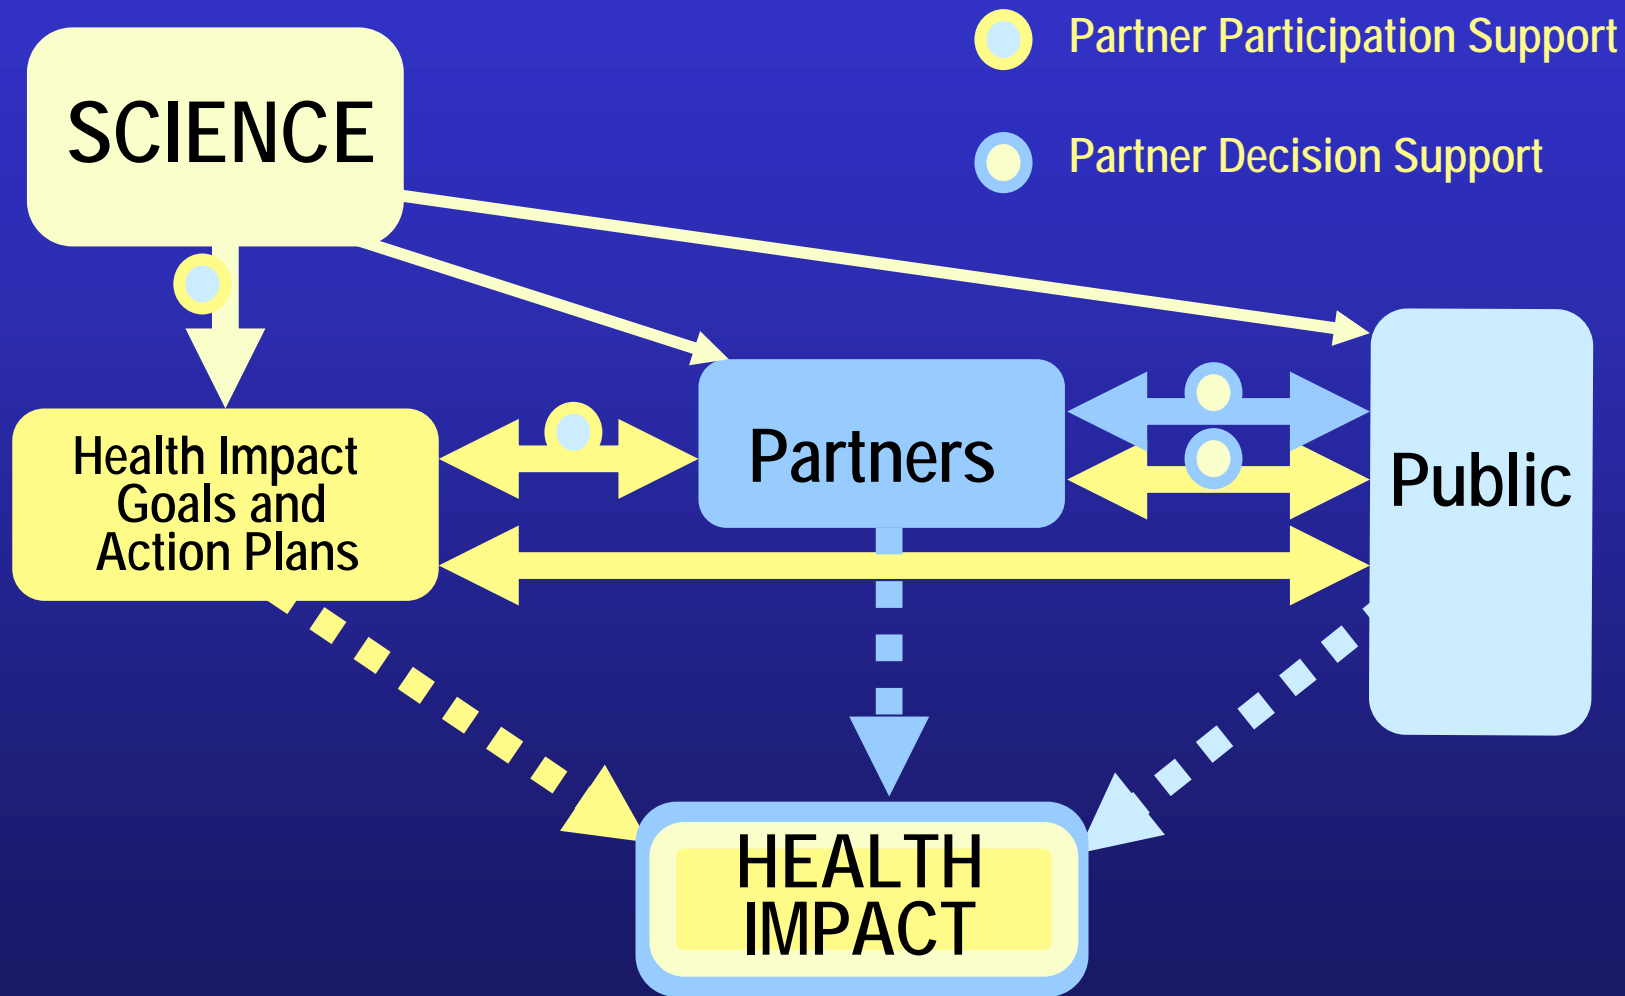 Partner Participation Support
SCIENCE
Partner Decision Support
Health Impact
Goals and
Action Plans
Partners
Public
HEALTH
IMPACT